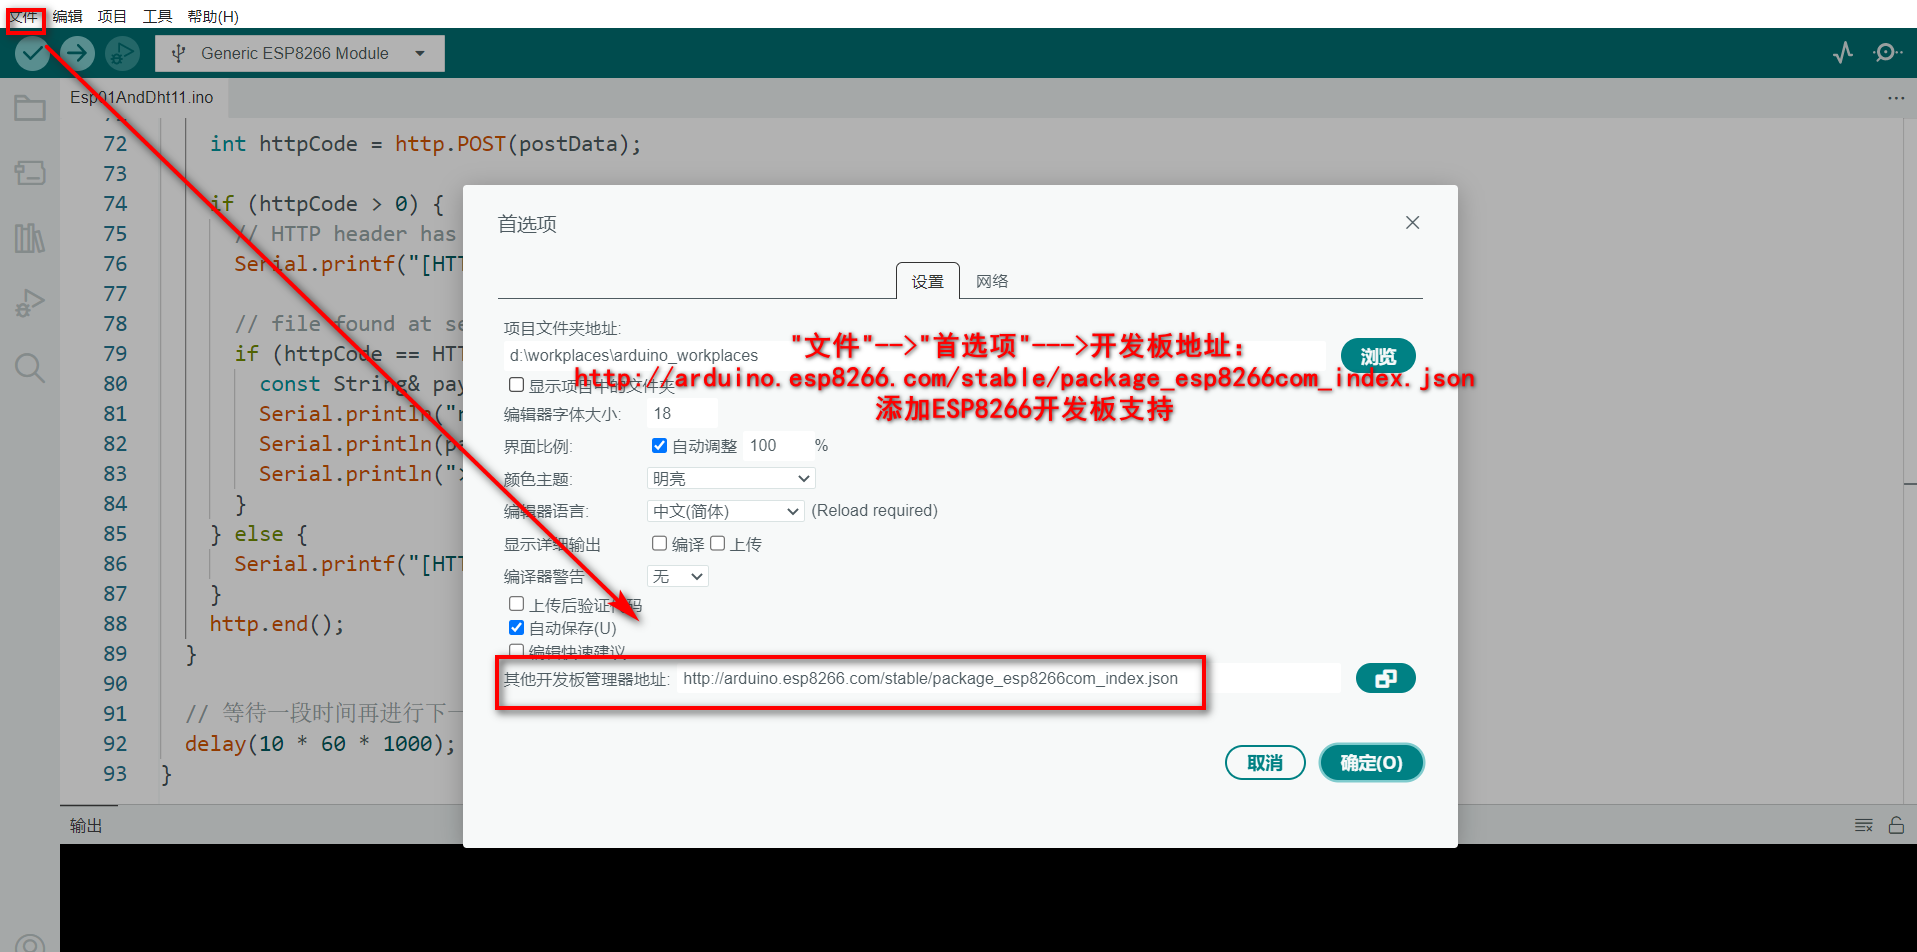 文件 编辑 项目 工具 帮助(H)
Generic ESP8266 Module
Esp01AndDht11.ino
72 int httpCode = http.POST(postData);
73
74 if (httpCode > 0) {
75 // HTTP header has
76 Serial.printf("[HTT
77
78 // file found at se
79 if (httpCode == HTT
80 const String& pay
81 Serial.println("r
82 Serial.println(pa
83 Serial.println(">
84 }
85 } else {
86 Serial.printf("[HTT
87 }
88 http.end();
89 }
90
91 // 等待一段时间再进行下一
92 delay(10 * 60 * 1000);
93 }
输出
首选项
设置 网络
项目文件夹地址:
d:\workplaces\arduino_workplaces
浏览
"文件"-->"首选项"--->开发板地址:
http://arduino.esp8266.com/stable/package_esp8266com_index.json
添加ESP8266开发板支持
显示项目中的文件夹
编辑器字体大小: 18
界面比例: 自动调整 100 %
颜色主题: 明亮
编辑器语言: 中文(简体) (Reload required)
显示详细输出 编译 上传
编译器警告 无
上传后验证代码
自动保存(U)
编辑快速建议
其他开发板管理器地址: http://arduino.esp8266.com/stable/package_esp8266com_index.json
取消 确定(O)